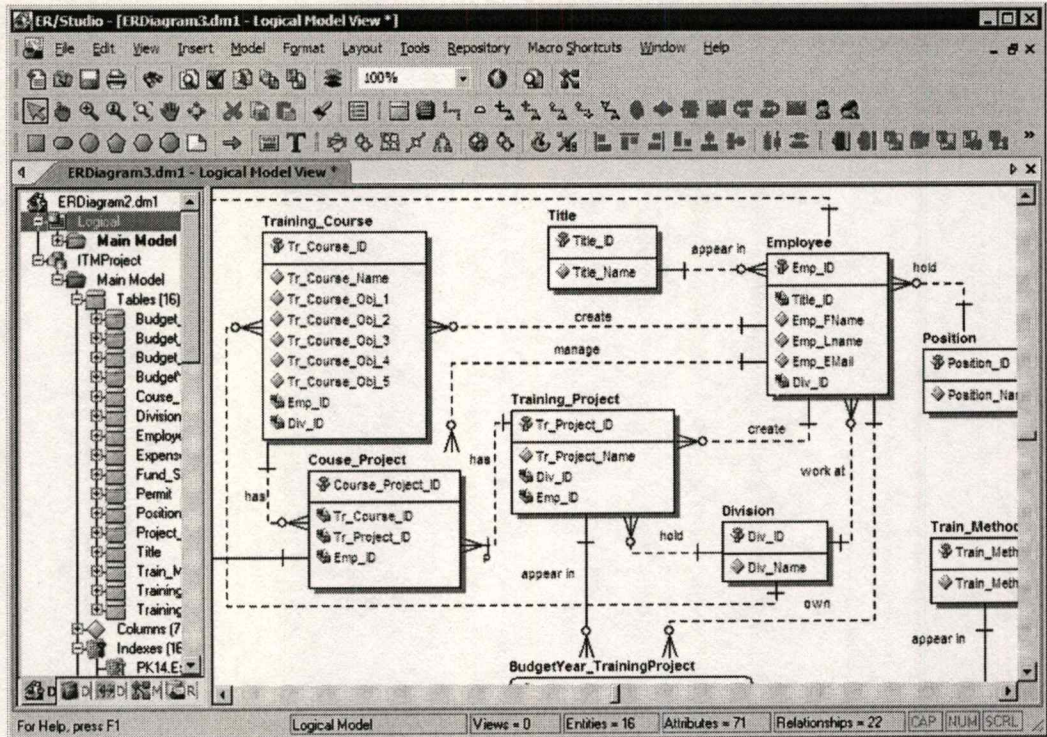 ER/Studio - [ERDiagram3.dm1 - Logical Model View *]
File Edit View Insert Model Format Layout Tools Repository Macro Shortcuts Window Help
100%
ERDiagram3.dm1 - Logical Model View *
ERDiagram2.dm1
Logical
Main Model
ITMProject
Main Model
Tables (16)
Budget_
Budget_
Budget_
Budget
Couse_
Division
Employe
Expens
Fund_S
Permit
Position
Project_
Title
Train_M
Training
Training
Columns (7
Indexes (16
PK14.E
D D D M R
Training_Course
Tr_Course_ID
Tr_Course_Name
Tr_Course_Obj_1
Tr_Course_Obj_2
Tr_Course_Obj_3
Tr_Course_Obj_4
Tr_Course_Obj_5
Emp_ID
Div_ID
Title
Title_ID
Title_Name
appear in
Employee
Emp_ID
Title_ID
Emp_FName
Emp_Lname
Emp_EMail
Div_ID
hold
Position
Position_ID
Position_Nar
create
manage
Training_Project
Tr_Project_ID
Tr_Project_Name
Div_ID
Emp_ID
create
work at
has
has
Couse_Project
Course_Project_ID
Tr_Course_ID
Tr_Project_ID
Emp_ID
hold
Division
Div_ID
Div_Name
own
appear in
Train_Method
Train_Meth
Train_Meth
appear in
BudgetYear_TrainingProject
For Help, press F1
Logical Model
Views = 0
Entities = 16
Attributes = 71
Relationships = 22
CAP NUM SCRL